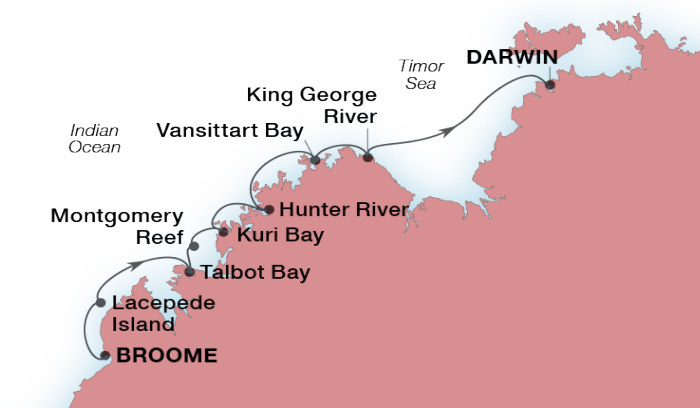 DARWIN
Timor
Sea
King George
River
Vansittart Bay
Indian
Ocean
Hunter River
Montgomery
Reef
Kuri Bay
Talbot Bay
Lacepede
Island
BROOME